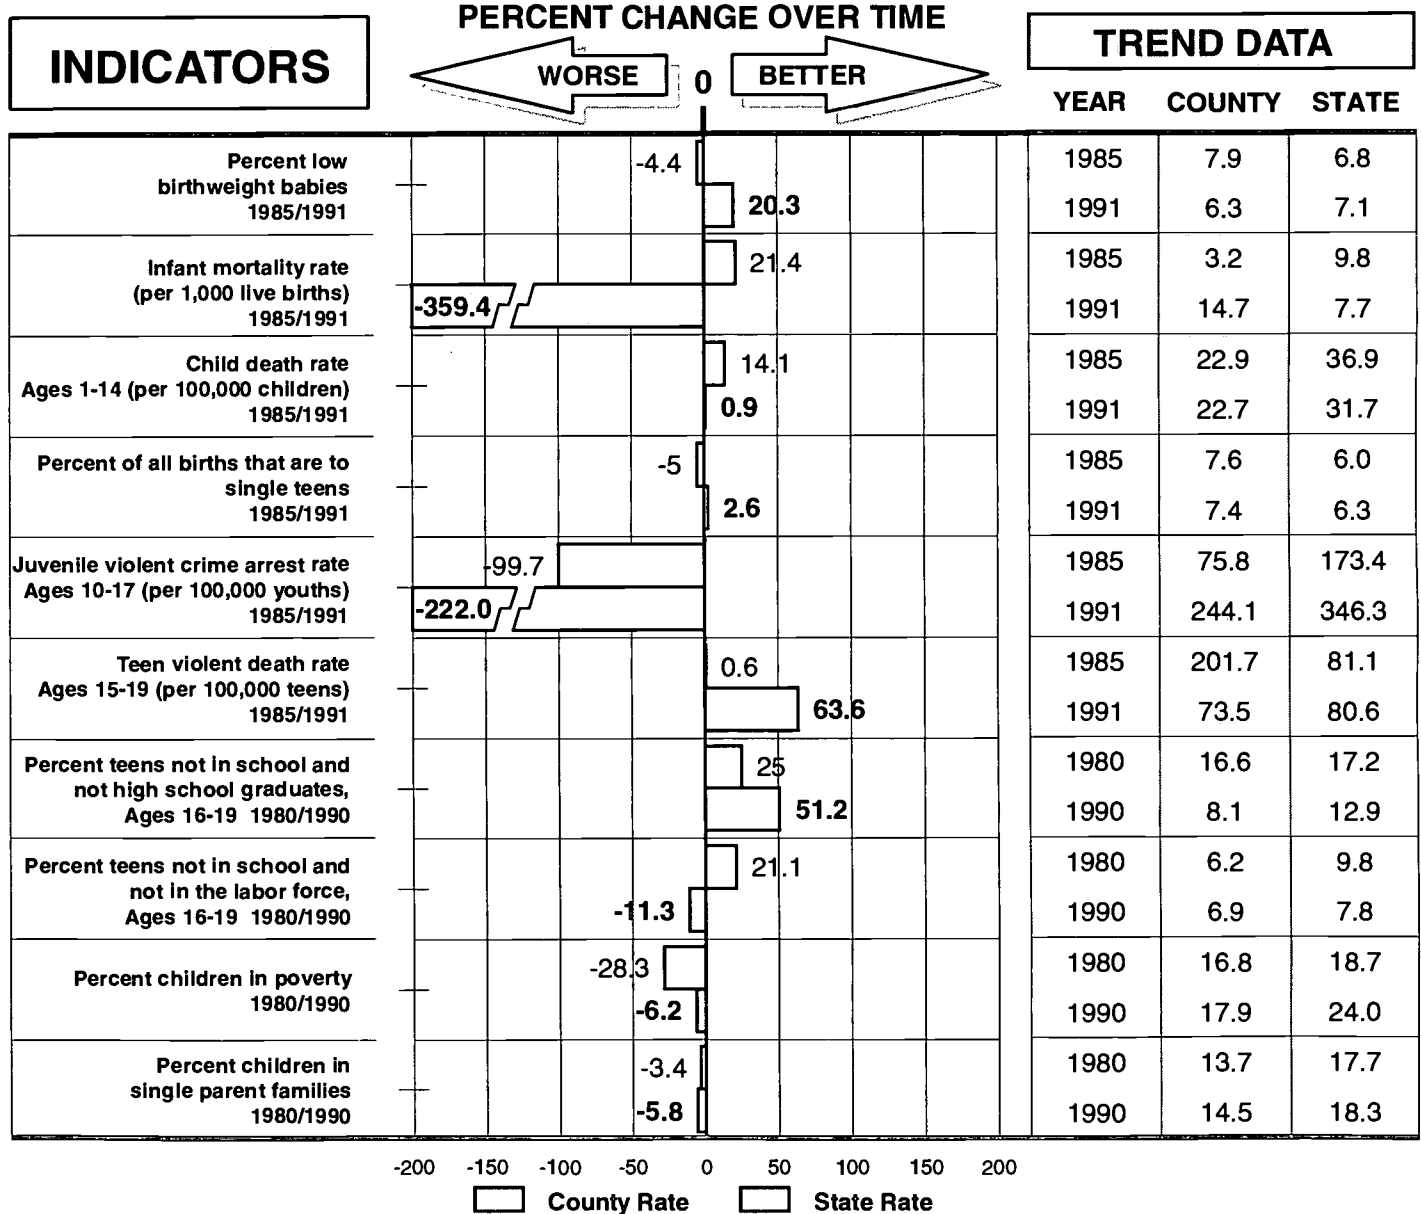 PERCENT CHANGE OVER TIME
INDICATORS
WORSE 0 BETTER
TREND DATA
YEAR COUNTY STATE
Percent low
birthweight babies
1985/1991
-4.4
20.3
1985 7.9 6.8
1991 6.3 7.1
Infant mortality rate
(per 1,000 live births)
1985/1991
21.4
-359.4
1985 3.2 9.8
1991 14.7 7.7
Child death rate
Ages 1-14 (per 100,000 children)
1985/1991
14.1
0.9
1985 22.9 36.9
1991 22.7 31.7
Percent of all births that are to
single teens
1985/1991
-5
2.6
1985 7.6 6.0
1991 7.4 6.3
Juvenile violent crime arrest rate
Ages 10-17 (per 100,000 youths)
1985/1991
-99.7
-222.0
1985 75.8 173.4
1991 244.1 346.3
Teen violent death rate
Ages 15-19 (per 100,000 teens)
1985/1991
0.6
63.6
1985 201.7 81.1
1991 73.5 80.6
Percent teens not in school and
not high school graduates,
Ages 16-19 1980/1990
25
51.2
1980 16.6 17.2
1990 8.1 12.9
Percent teens not in school and
not in the labor force,
Ages 16-19 1980/1990
21.1
-11.3
1980 6.2 9.8
1990 6.9 7.8
Percent children in poverty
1980/1990
-28.3
-6.2
1980 16.8 18.7
1990 17.9 24.0
Percent children in
single parent families
1980/1990
-3.4
-5.8
1980 13.7 17.7
1990 14.5 18.3
-200 -150 -100 -50 0 50 100 150 200
County Rate State Rate